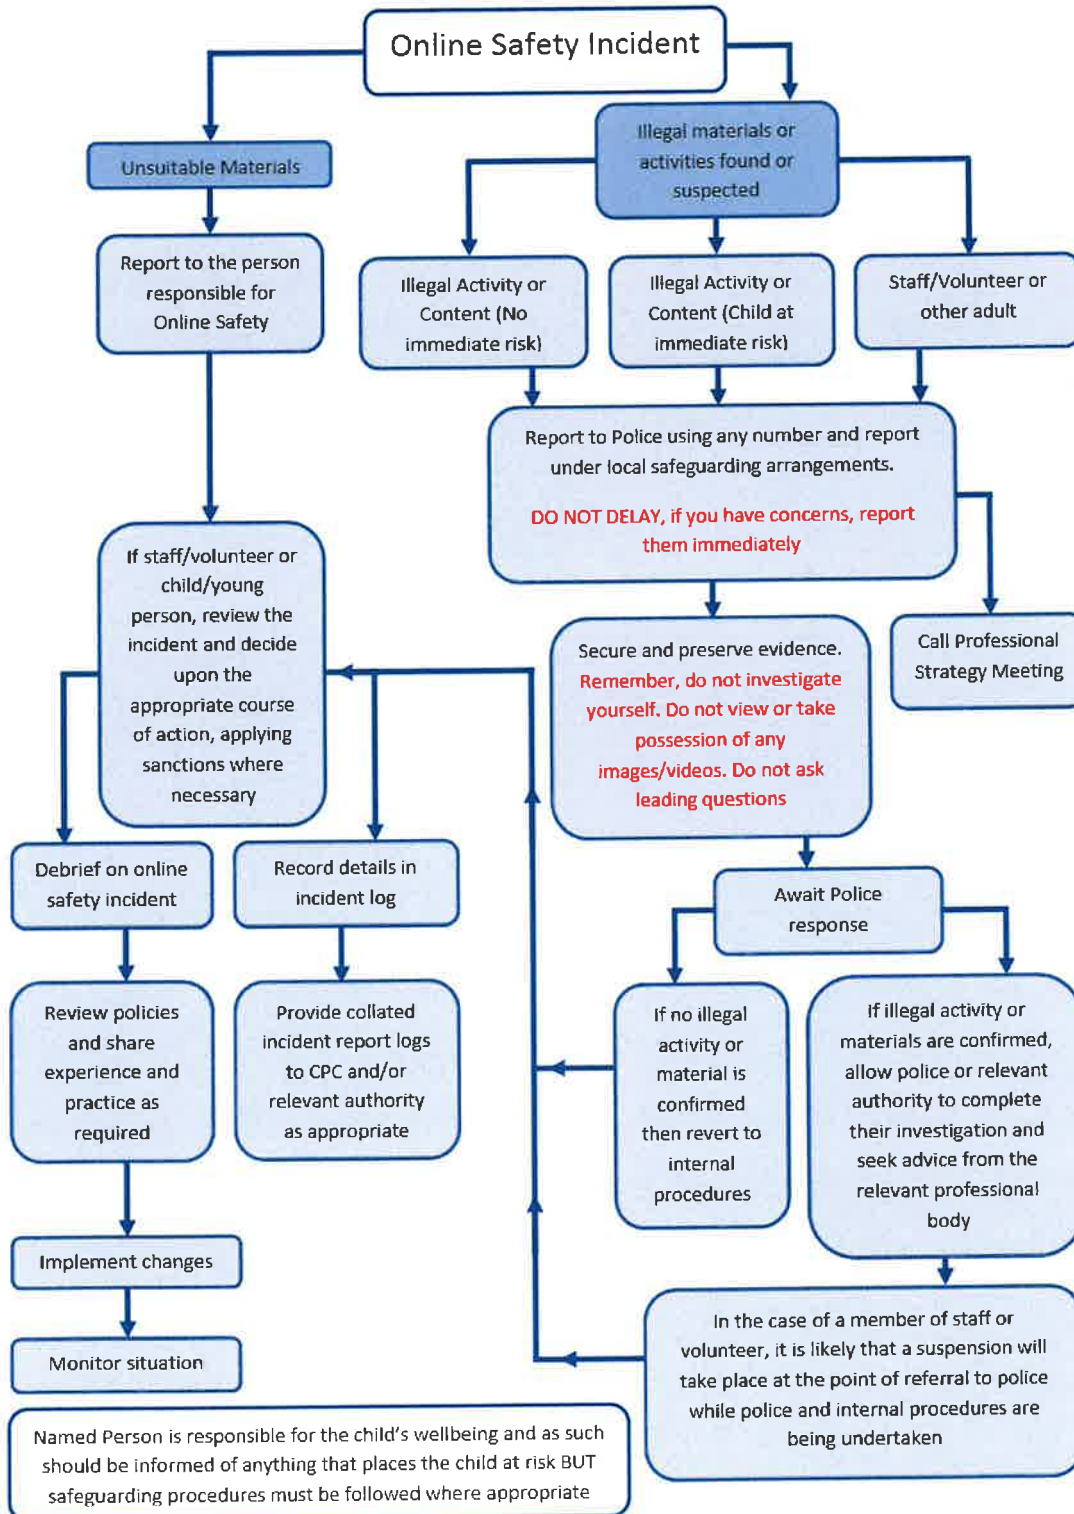 Online Safety Incident
Unsuitable Materials
Illegal materials or
activities found or
suspected
Report to the person
responsible for
Online Safety
Illegal Activity or
Content (No
immediate risk)
Illegal Activity or
Content (Child at
immediate risk)
Staff/Volunteer or
other adult
Report to Police using any number and report
under local safeguarding arrangements.
DO NOT DELAY, if you have concerns, report
them immediately
If staff/volunteer or
child/young
person, review the
incident and decide
upon the
appropriate course
of action, applying
sanctions where
necessary
Secure and preserve evidence.
Remember, do not investigate
yourself. Do not view or take
possession of any
images/videos. Do not ask
leading questions
Call Professional
Strategy Meeting
Debrief on online
safety incident
Record details in
incident log
Await Police
response
Review policies
and share
experience and
practice as
required
Provide collated
incident report logs
to CPC and/or
relevant authority
as appropriate
If no illegal
activity or
material is
confirmed
then revert to
internal
procedures
If illegal activity or
materials are confirmed,
allow police or relevant
authority to complete
their investigation and
seek advice from the
relevant professional
body
Implement changes
Monitor situation
In the case of a member of staff or
volunteer, it is likely that a suspension will
take place at the point of referral to police
while police and internal procedures are
being undertaken
Named Person is responsible for the child's wellbeing and as such
should be informed of anything that places the child at risk BUT
safeguarding procedures must be followed where appropriate